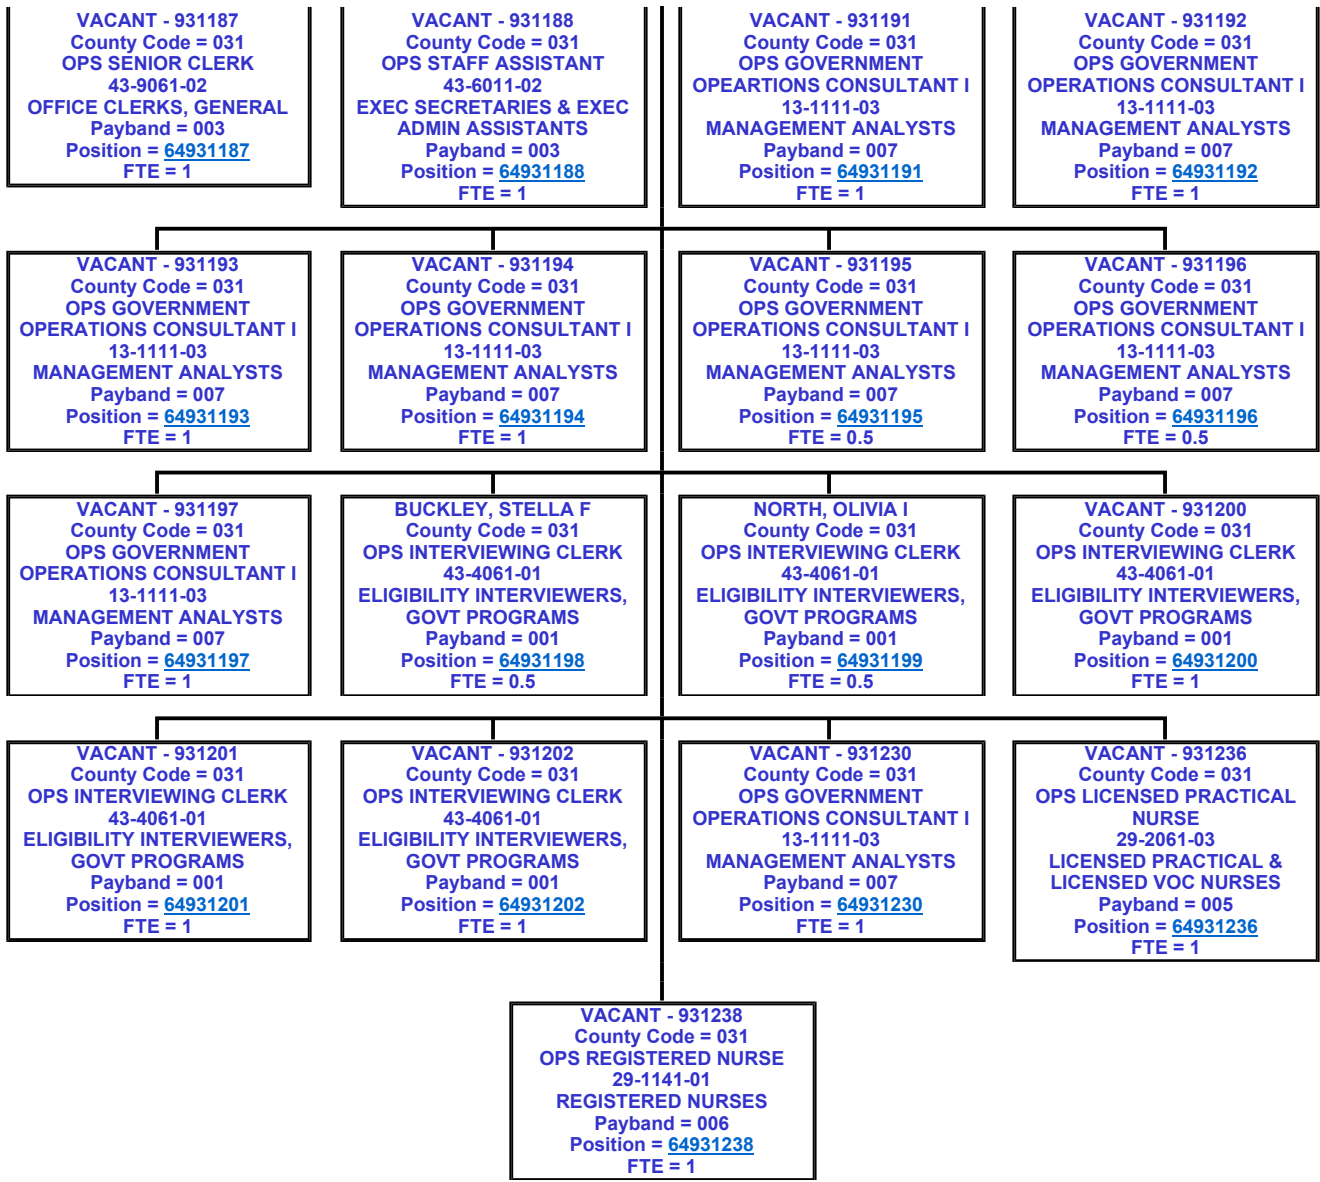 VACANT - 931187
County Code = 031
OPS SENIOR CLERK
43-9061-02
OFFICE CLERKS, GENERAL
Payband = 003
Position = 64931187
FTE = 1
VACANT - 931188
County Code = 031
OPS STAFF ASSISTANT
43-6011-02
EXEC SECRETARIES & EXEC
ADMIN ASSISTANTS
Payband = 003
Position = 64931188
FTE = 1
VACANT - 931191
County Code = 031
OPS GOVERNMENT
OPEARTIONS CONSULTANT I
13-1111-03
MANAGEMENT ANALYSTS
Payband = 007
Position = 64931191
FTE = 1
VACANT - 931192
County Code = 031
OPS GOVERNMENT
OPERATIONS CONSULTANT I
13-1111-03
MANAGEMENT ANALYSTS
Payband = 007
Position = 64931192
FTE = 1
VACANT - 931193
County Code = 031
OPS GOVERNMENT
OPERATIONS CONSULTANT I
13-1111-03
MANAGEMENT ANALYSTS
Payband = 007
Position = 64931193
FTE = 1
VACANT - 931194
County Code = 031
OPS GOVERNMENT
OPERATIONS CONSULTANT I
13-1111-03
MANAGEMENT ANALYSTS
Payband = 007
Position = 64931194
FTE = 1
VACANT - 931195
County Code = 031
OPS GOVERNMENT
OPERATIONS CONSULTANT I
13-1111-03
MANAGEMENT ANALYSTS
Payband = 007
Position = 64931195
FTE = 0.5
VACANT - 931196
County Code = 031
OPS GOVERNMENT
OPERATIONS CONSULTANT I
13-1111-03
MANAGEMENT ANALYSTS
Payband = 007
Position = 64931196
FTE = 0.5
VACANT - 931197
County Code = 031
OPS GOVERNMENT
OPERATIONS CONSULTANT I
13-1111-03
MANAGEMENT ANALYSTS
Payband = 007
Position = 64931197
FTE = 1
BUCKLEY, STELLA F
County Code = 031
OPS INTERVIEWING CLERK
43-4061-01
ELIGIBILITY INTERVIEWERS,
GOVT PROGRAMS
Payband = 001
Position = 64931198
FTE = 0.5
NORTH, OLIVIA I
County Code = 031
OPS INTERVIEWING CLERK
43-4061-01
ELIGIBILITY INTERVIEWERS,
GOVT PROGRAMS
Payband = 001
Position = 64931199
FTE = 0.5
VACANT - 931200
County Code = 031
OPS INTERVIEWING CLERK
43-4061-01
ELIGIBILITY INTERVIEWERS,
GOVT PROGRAMS
Payband = 001
Position = 64931200
FTE = 1
VACANT - 931201
County Code = 031
OPS INTERVIEWING CLERK
43-4061-01
ELIGIBILITY INTERVIEWERS,
GOVT PROGRAMS
Payband = 001
Position = 64931201
FTE = 1
VACANT - 931202
County Code = 031
OPS INTERVIEWING CLERK
43-4061-01
ELIGIBILITY INTERVIEWERS,
GOVT PROGRAMS
Payband = 001
Position = 64931202
FTE = 1
VACANT - 931230
County Code = 031
OPS GOVERNMENT
OPERATIONS CONSULTANT I
13-1111-03
MANAGEMENT ANALYSTS
Payband = 007
Position = 64931230
FTE = 1
VACANT - 931236
County Code = 031
OPS LICENSED PRACTICAL
NURSE
29-2061-03
LICENSED PRACTICAL &
LICENSED VOC NURSES
Payband = 005
Position = 64931236
FTE = 1
VACANT - 931238
County Code = 031
OPS REGISTERED NURSE
29-1141-01
REGISTERED NURSES
Payband = 006
Position = 64931238
FTE = 1